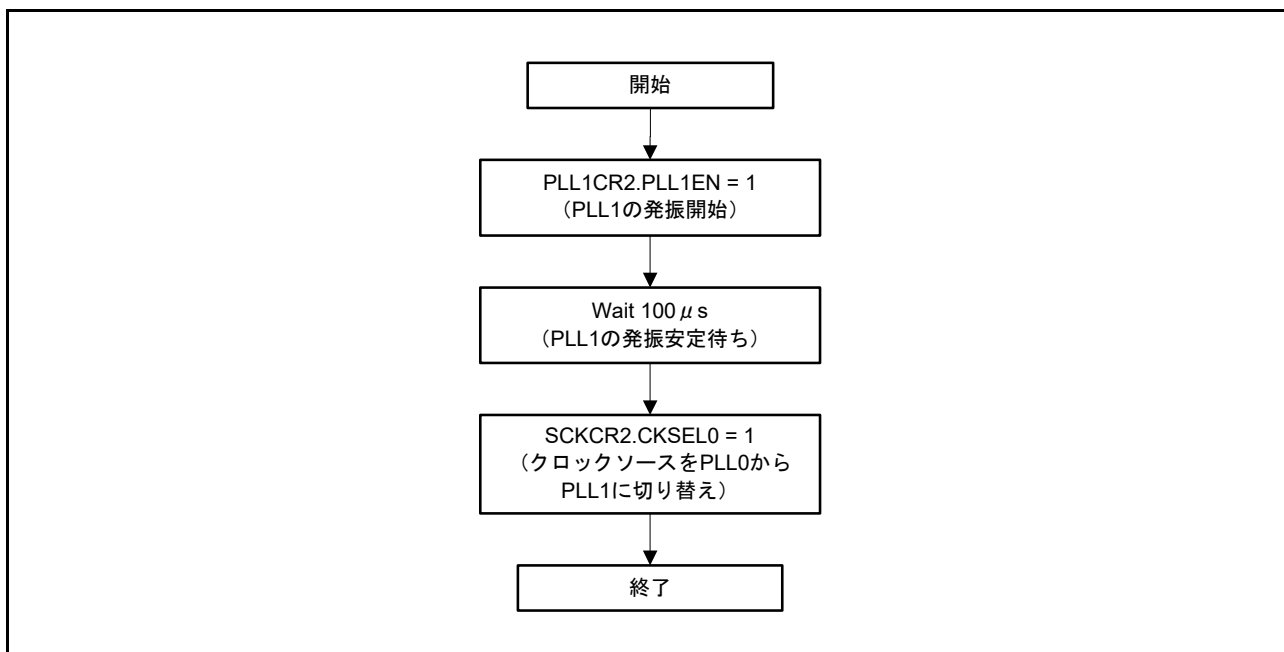 開始
PLL1CR2.PLL1EN = 1
（PLL1の発振開始）
Wait 100μs
（PLL1の発振安定待ち）
SCKCR2.CKSEL0 = 1
（クロックソースをPLL0から
PLL1に切り替え）
終了